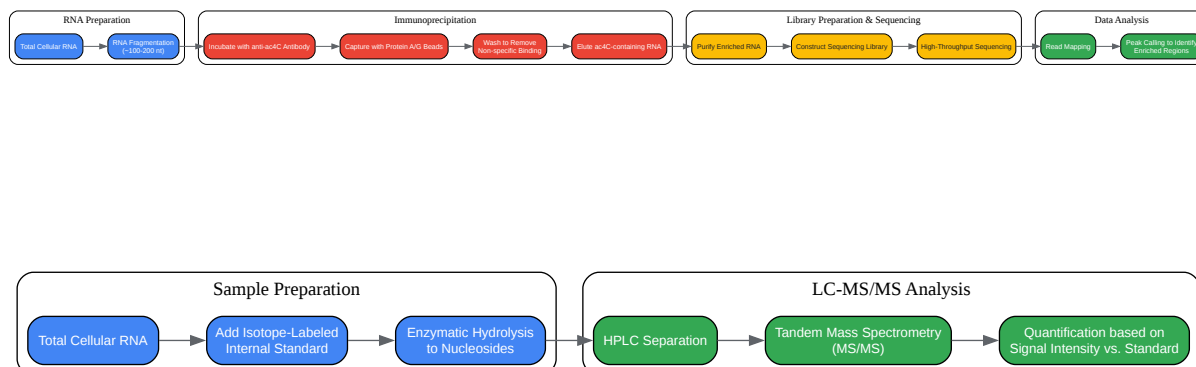 RNA Preparation
Total Cellular RNA
RNA Fragmentation
(~100-200 nt)
Immunoprecipitation
Incubate with anti-ac4C Antibody
Capture with Protein A/G Beads
Wash to Remove
Non-specific Binding
Elute ac4C-containing RNA
Library Preparation & Sequencing
Purify Enriched RNA
Construct Sequencing Library
High-Throughput Sequencing
Data Analysis
Read Mapping
Peak Calling to Identify
Enriched Regions
Sample Preparation
Total Cellular RNA
Add Isotope-Labeled
Internal Standard
Enzymatic Hydrolysis
to Nucleosides
LC-MS/MS Analysis
HPLC Separation
Tandem Mass Spectrometry
(MS/MS)
Quantification based on
Signal Intensity vs. Standard